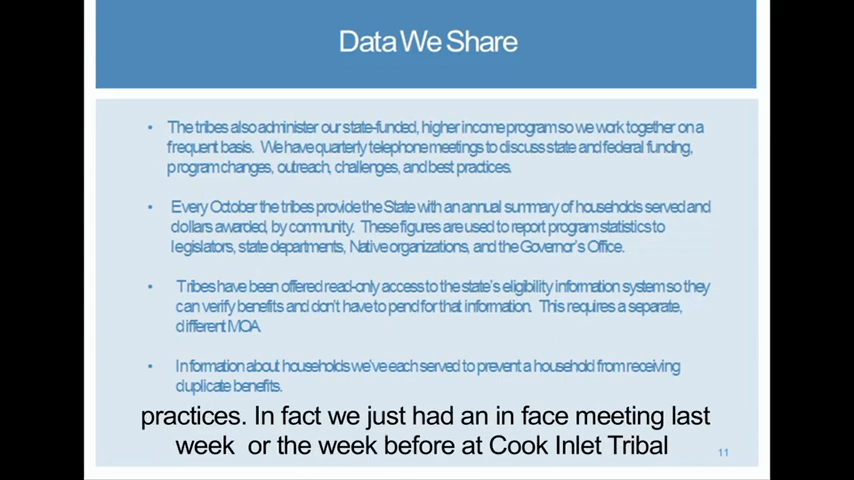 Data We Share
• The tribes also administer our state-funded, higher income program so we work together on a
frequent basis. We have quarterly telephone meetings to discuss state and federal funding,
program changes, outreach, challenges, and best practices.
• Every October the tribes provide the State with an annual summary of households served and
dollars awarded, by community. These figures are used to report program statistics to
legislators, state departments, Native organizations, and the Governor's Office.
• Tribes have been offered read-only access to the state's eligibility information system so they
can verify benefits and don't have to pend for that information. This requires a separate,
different MOA
• Information about households we've each served to prevent a household from receiving
duplicate benefits.
practices. In fact we just had an in face meeting last
week or the week before at Cook Inlet Tribal
11